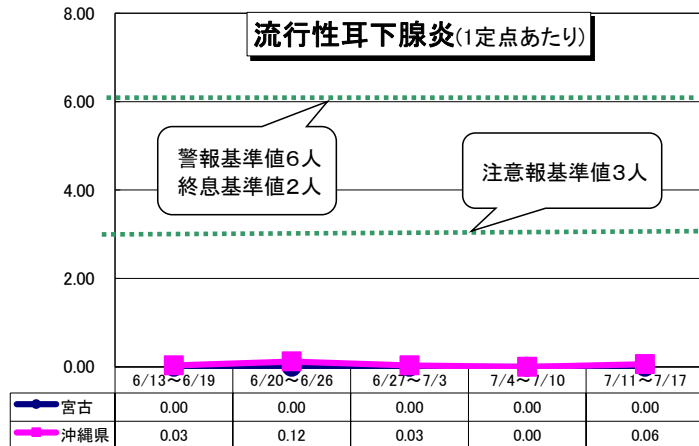 流行性耳下腺炎(1定点あたり)
8.00
6.00
4.00
2.00
0.00
警報基準値6人
終息基準値2人
注意報基準値3人
6/13～6/19 6/20～6/26 6/27～7/3 7/4～7/10 7/11～7/17
宮古 0.00 0.00 0.00 0.00 0.00
沖縄県 0.03 0.12 0.03 0.00 0.06